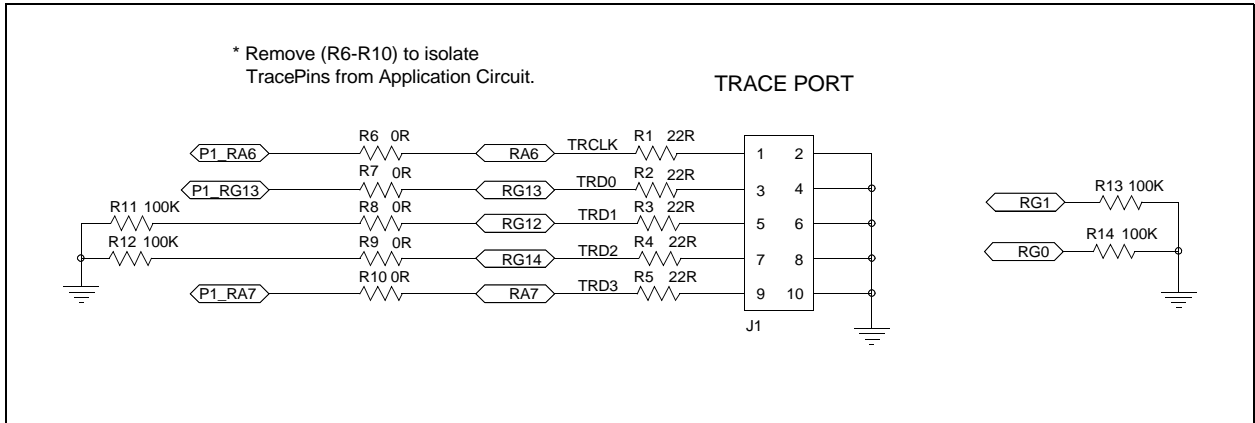 * Remove (R6-R10) to isolate
TracePins from Application Circuit.
TRACE PORT
P1_RA6 R6 0R RA6 TRCLK R1 22R 1 2
P1_RG13 R7 0R RG13 TRD0 R2 22R 3 4
R11 100K R8 0R RG12 TRD1 R3 22R 5 6
R12 100K R9 0R RG14 TRD2 R4 22R 7 8
P1_RA7 R10 0R RA7 TRD3 R5 22R 9 10
J1
RG1 R13 100K
RG0 R14 100K